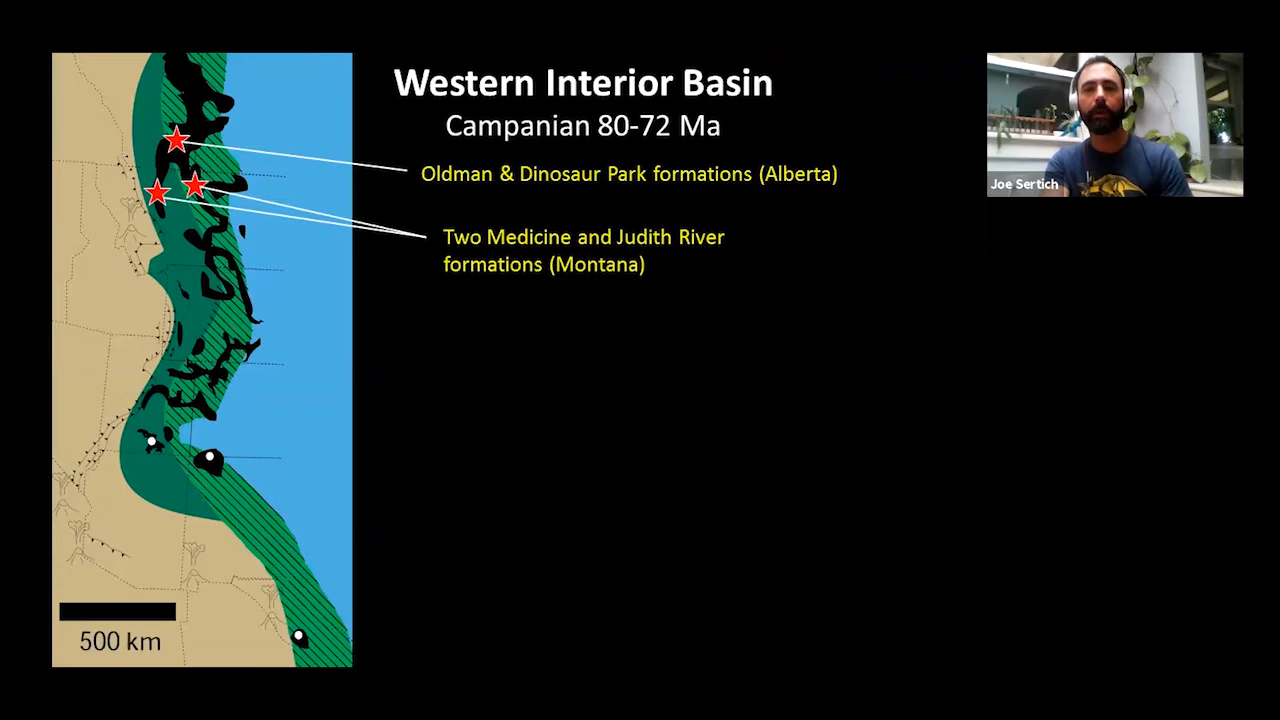 Western Interior Basin
Campanian 80-72 Ma
Oldman & Dinosaur Park formations (Alberta)
Two Medicine and Judith River
formations (Montana)
Joe Sertich
500 km